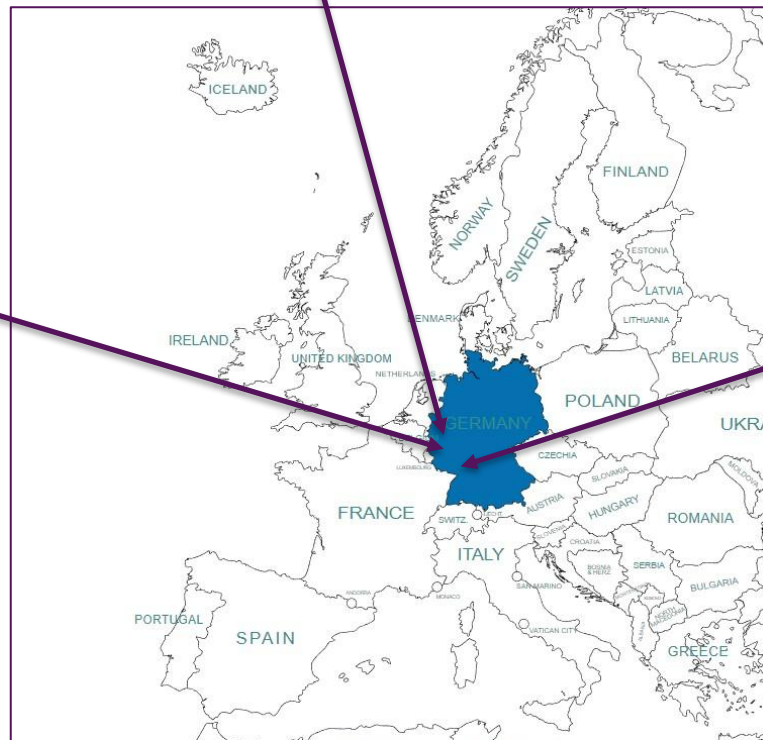 ICELAND
FINLAND
NORWAY
SWEDEN
ESTONIA
LATVIA
LITHUANIA
DENMARK
IRELAND
UNITED KINGDOM
BELARUS
NETHERLANDS
POLAND
GERMANY
UKRA
LUXEMBOURG
CZECHIA
SLOVAKIA
MOLDOVA
AUSTRIA
HUNGARY
FRANCE
SWITZ.
LIECHT.
ROMANIA
SLOVENIA
CROATIA
ITALY
BOSNIA
& HERZ.
SERBIA
SAN MARINO
BULGARIA
ANDORRA
MONACO
NORTH
MACEDONIA
PORTUGAL
SPAIN
VATICAN CITY
ALBANIA
GREECE